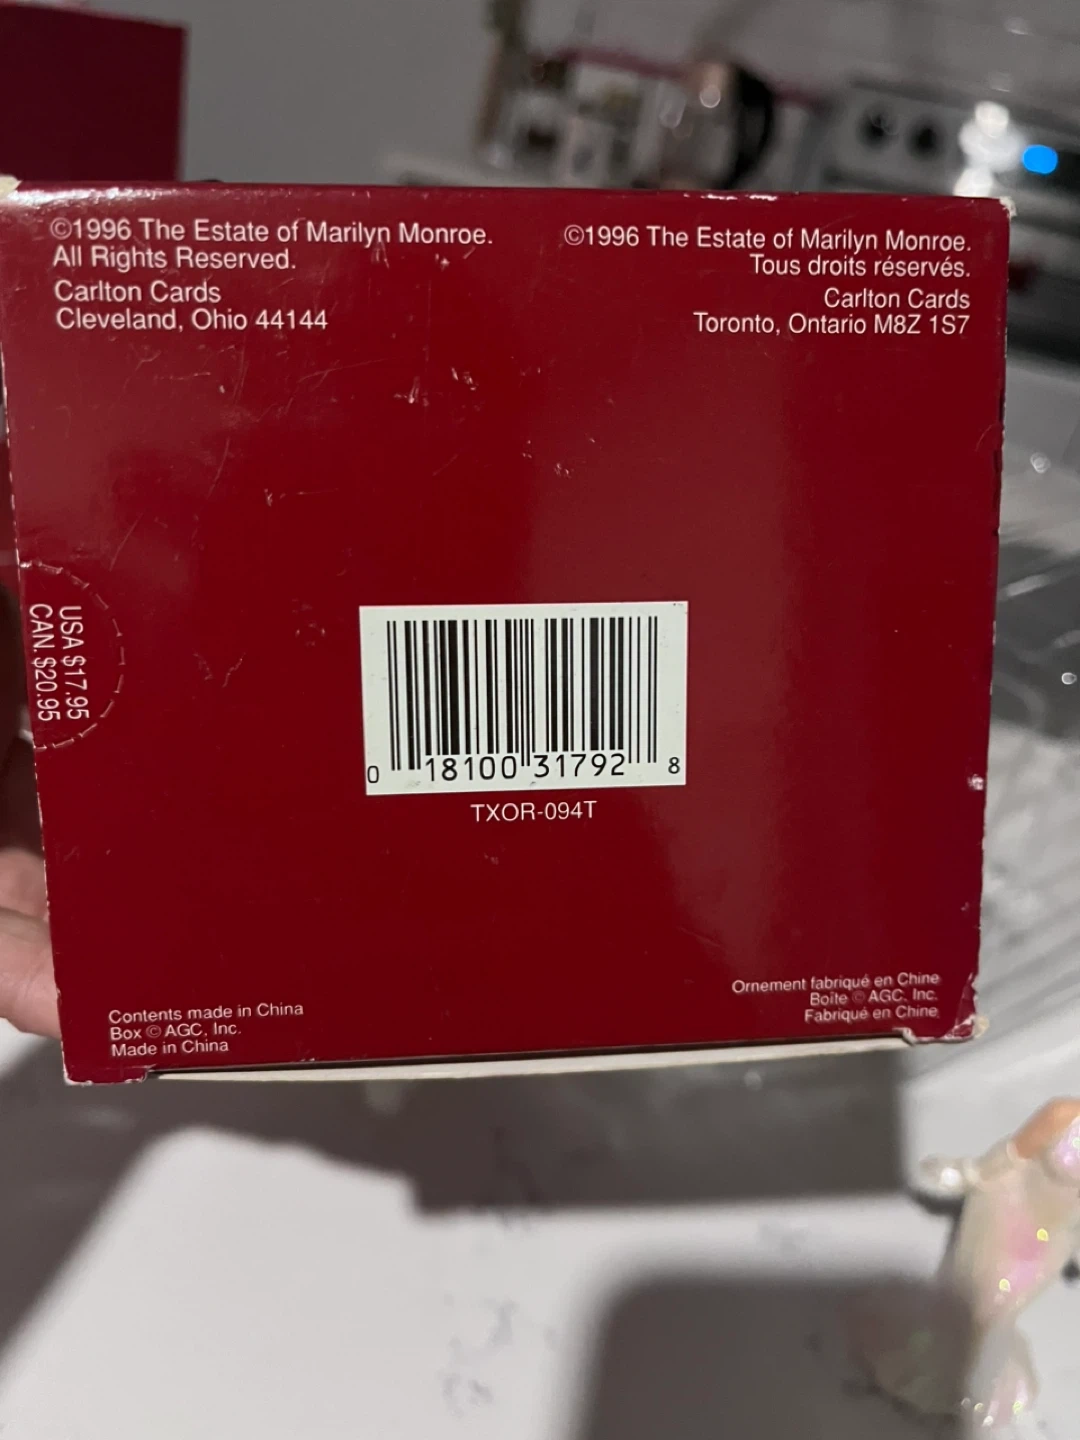 ©1996 The Estate of Marilyn Monroe.
All Rights Reserved.
Carlton Cards
Cleveland, Ohio 44144
©1996 The Estate of Marilyn Monroe.
Tous droits réservés.
Carlton Cards
Toronto, Ontario M8Z 1S7
USA $17.95
CAN. $20.95
0 18100 31792 8
TXOR-094T
Contents made in China
Box © AGC, Inc.
Made in China
Ornement fabriqué en Chine
Boîte © AGC, Inc.
Fabriqué en Chine